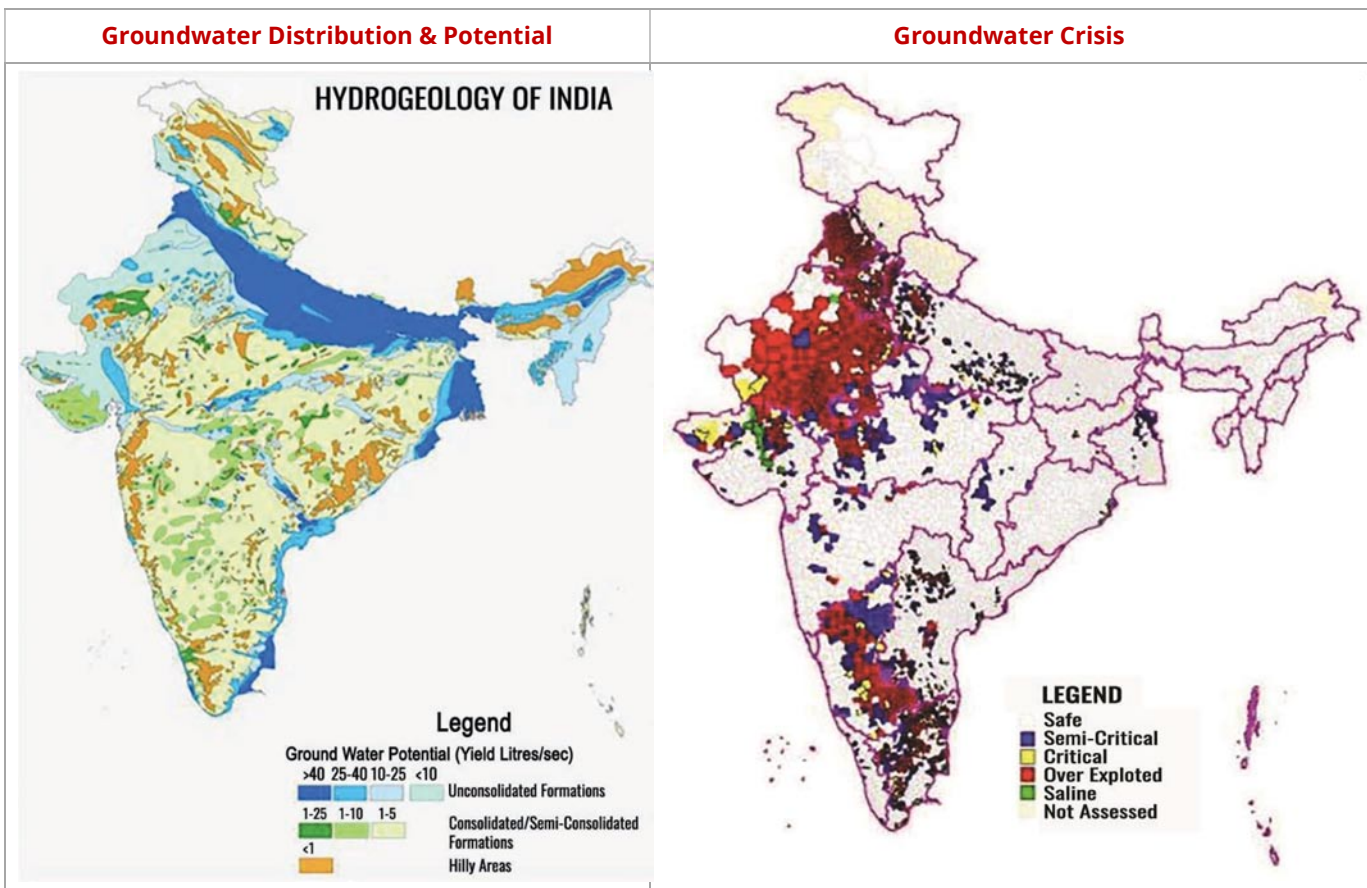 Groundwater Distribution & Potential
Groundwater Crisis
HYDROGEOLOGY OF INDIA
Legend
Ground Water Potential (Yield Litres/sec)
>40 25-40 10-25 <10
Unconsolidated Formations
1-25 1-10 1-5
Consolidated/Semi-Consolidated
Formations
<1
Hilly Areas
LEGEND
Safe
Semi-Critical
Critical
Over Exploted
Saline
Not Assessed